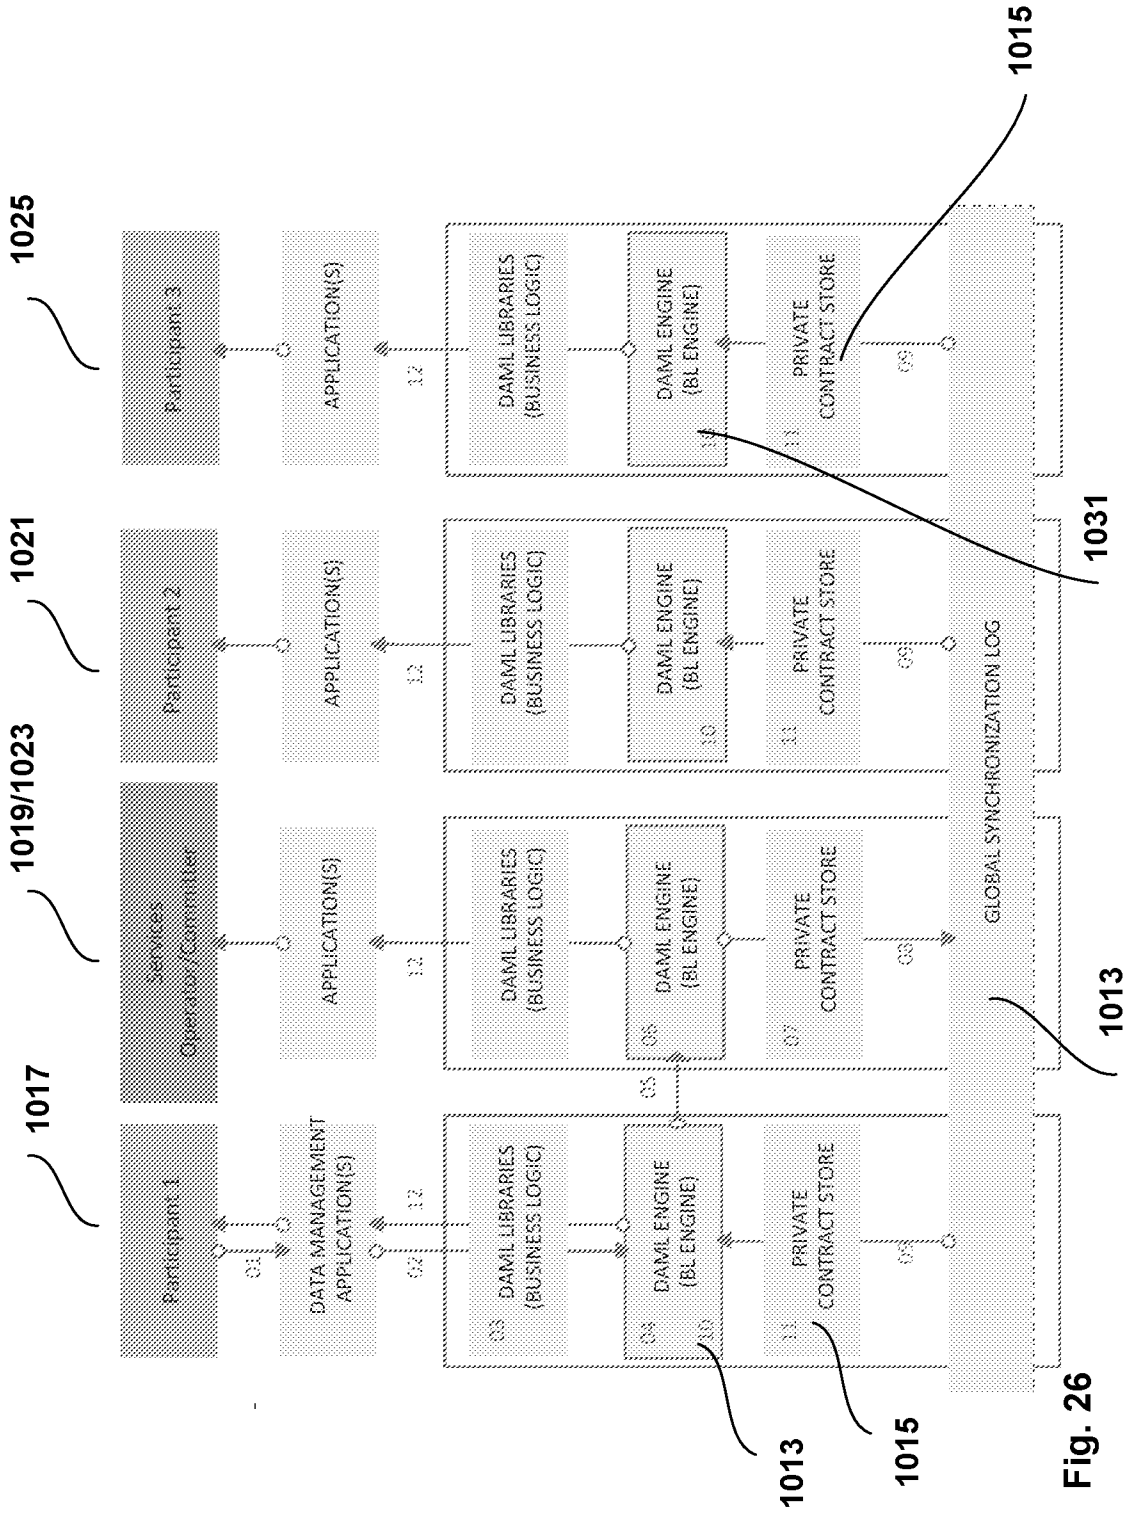 1017
1019/1023
1021
1025
Participant 1
Services
Operator/Committer
Participant 2
Participant 3
01
DATA MANAGEMENT
APPLICATION(S)
APPLICATION(S)
APPLICATION(S)
APPLICATION(S)
02
12
12
12
12
03
DAML LIBRARIES
(BUSINESS LOGIC)
DAML LIBRARIES
(BUSINESS LOGIC)
DAML LIBRARIES
(BUSINESS LOGIC)
DAML LIBRARIES
(BUSINESS LOGIC)
04
DAML ENGINE
(BL ENGINE)
10
05
06
DAML ENGINE
(BL ENGINE)
DAML ENGINE
(BL ENGINE)
10
DAML ENGINE
(BL ENGINE)
10
1013
11
PRIVATE
CONTRACT STORE
07
PRIVATE
CONTRACT STORE
11
PRIVATE
CONTRACT STORE
11
PRIVATE
CONTRACT STORE
1015
09
08
09
09
GLOBAL SYNCHRONIZATION LOG
1015
1031
1013
Fig. 26